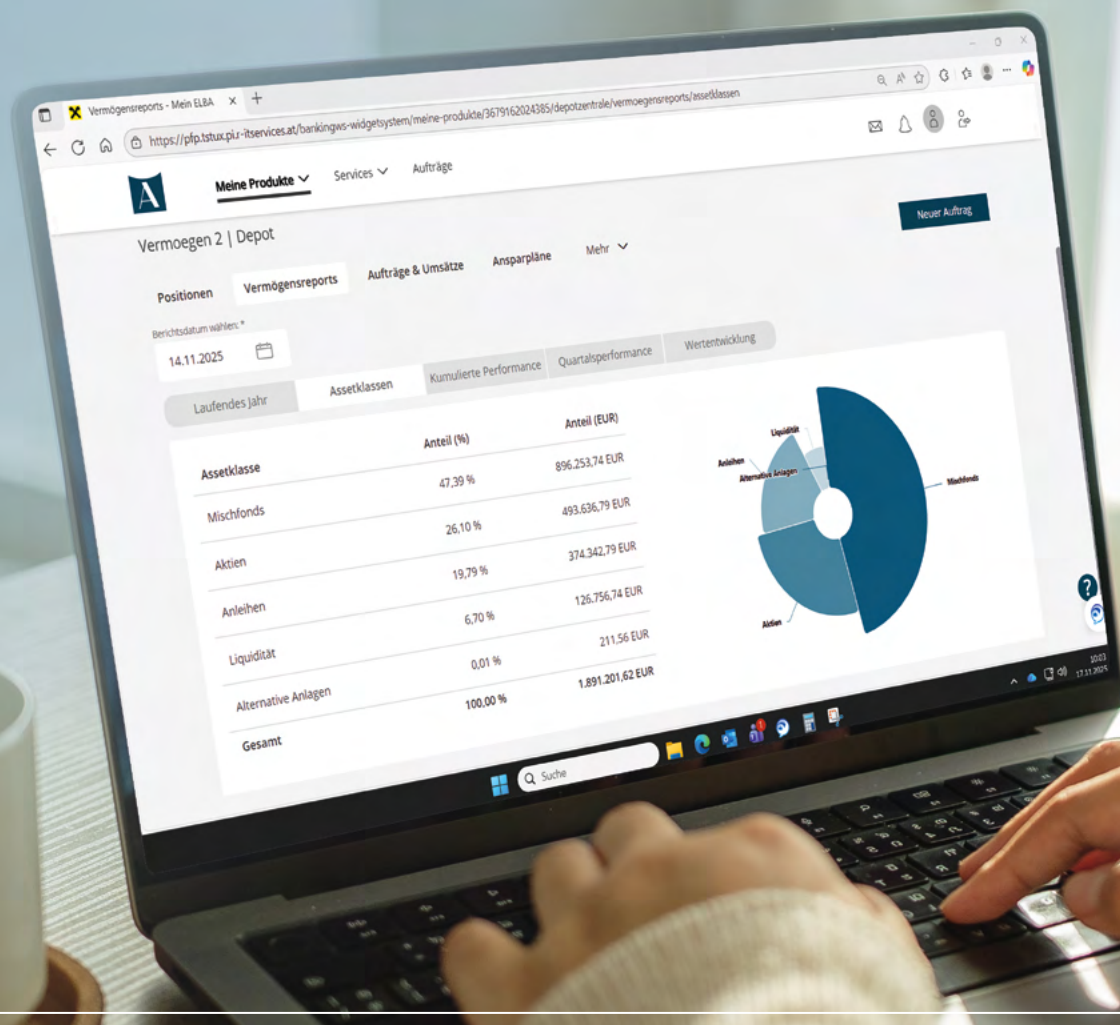 Vermögensreports - Mein ELBA
https://pfp.tstux.pi.r-itservices.at/bankingws-widgetsystem/meine-produkte/3679162024385/depotzentrale/vermoegensreports/assetklassen
A
Meine Produkte Services Aufträge
Vermoegen 2 | Depot
Neuer Auftrag
Positionen Vermögensreports Aufträge & Umsätze Ansparpläne Mehr
Berichtsdatum wählen: *
14.11.2025
Laufendes Jahr Assetklassen Kumulierte Performance Quartalsperformance Wertentwicklung
Assetklasse Anteil (%) Anteil (EUR)
Mischfonds 47,39 % 896.253,74 EUR
Aktien 26,10 % 493.636,79 EUR
Anleihen 19,79 % 374.342,79 EUR
Liquidität 6,70 % 126.756,74 EUR
Alternative Anlagen 0,01 % 211,56 EUR
Gesamt 100,00 % 1.891.201,62 EUR
Liquidität
Anleihen
Alternative Anlagen
Mischfonds
Aktien
?
Suche
1
10:03
17.11.2025